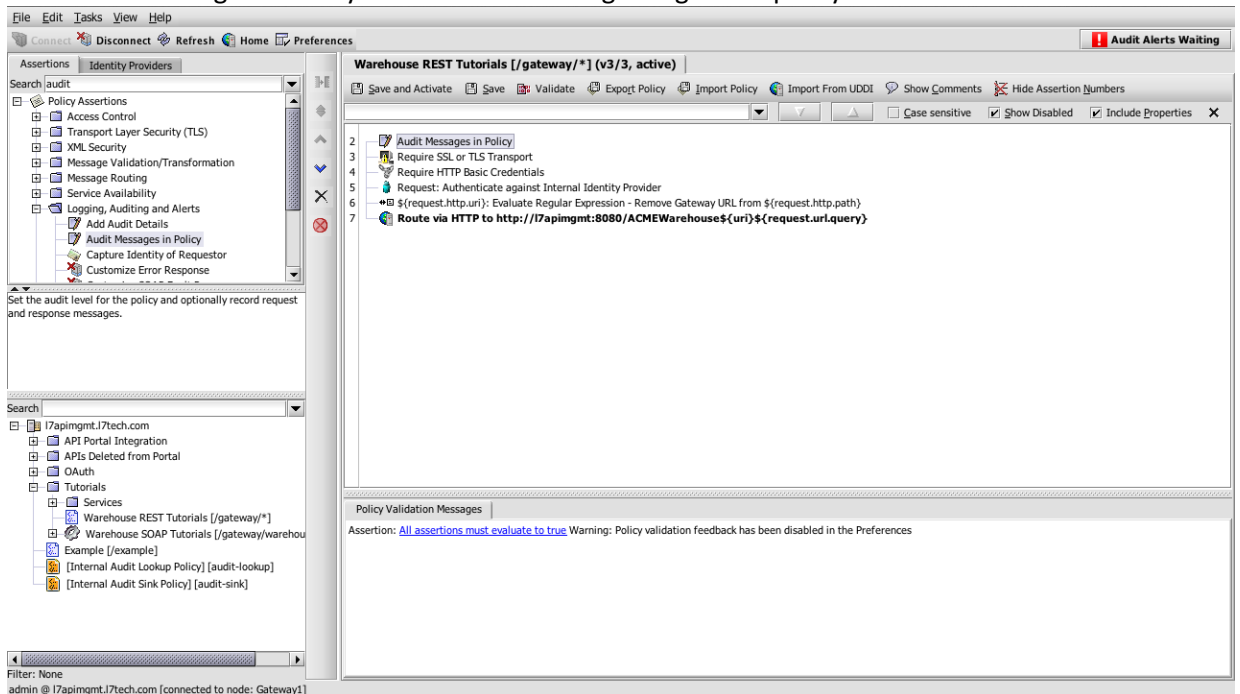 File Edit Tasks View Help
Connect Disconnect Refresh Home Preferences
Audit Alerts Waiting
Assertions Identity Providers
Search audit
Policy Assertions
Access Control
Transport Layer Security (TLS)
XML Security
Message Validation/Transformation
Message Routing
Service Availability
Logging, Auditing and Alerts
Add Audit Details
Audit Messages in Policy
Capture Identity of Requestor
Customize Error Response
Set the audit level for the policy and optionally record request
and response messages.
Search
l7apimgmt.l7tech.com
API Portal Integration
APIs Deleted from Portal
OAuth
Tutorials
Services
Warehouse REST Tutorials [/gateway/*]
Warehouse SOAP Tutorials [/gateway/warehou
Example [/example]
[Internal Audit Lookup Policy] [audit-lookup]
[Internal Audit Sink Policy] [audit-sink]
Filter: None
admin @ l7apimgmt.l7tech.com [connected to node: Gateway1]
Warehouse REST Tutorials [/gateway/*] (v3/3, active)
Save and Activate Save Validate Export Policy Import Policy Import From UDDI Show Comments Hide Assertion Numbers
Case sensitive Show Disabled Include Properties X
2 Audit Messages in Policy
3 Require SSL or TLS Transport
4 Require HTTP Basic Credentials
5 Request: Authenticate against Internal Identity Provider
6 ${request.http.uri}: Evaluate Regular Expression - Remove Gateway URL from ${request.http.path}
7 Route via HTTP to http://l7apimgmt:8080/ACMEWarehouse${uri}${request.url.query}
Policy Validation Messages
Assertion: All assertions must evaluate to true Warning: Policy validation feedback has been disabled in the Preferences